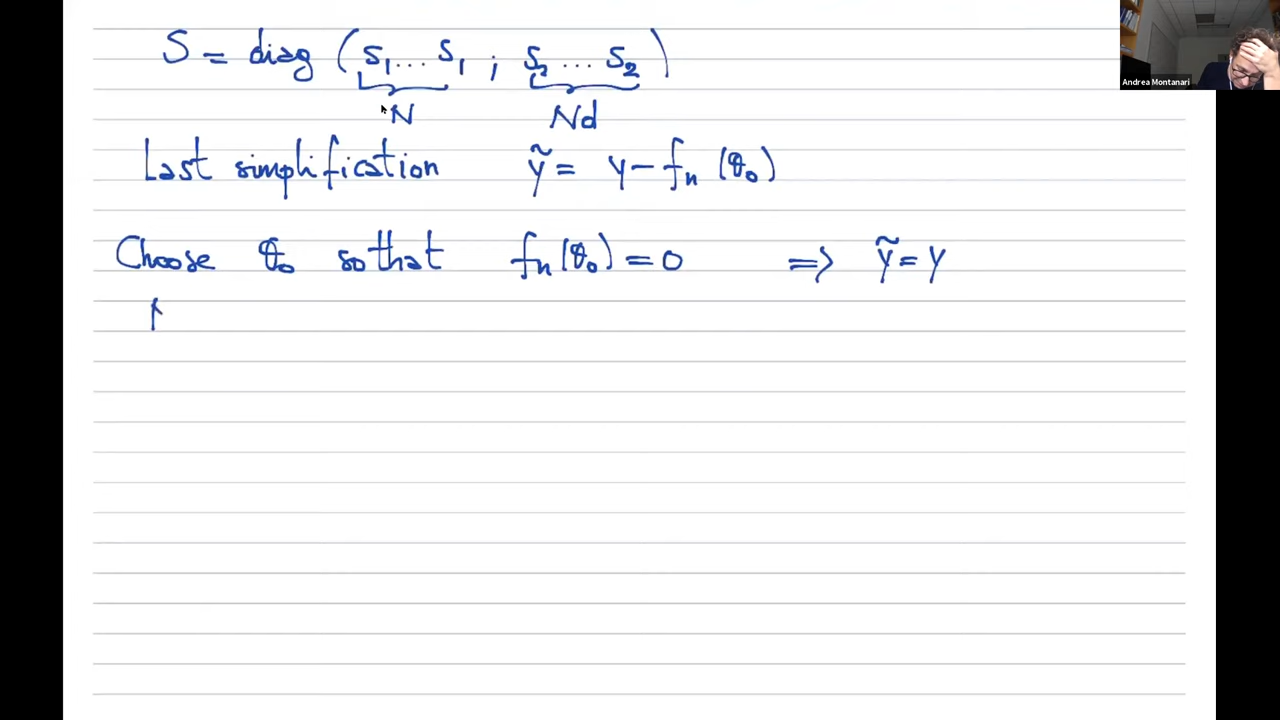 S = diag (s₁...s₁ ; s₂ ... s₂)
N Nd
Last simplification ỹ = y − fₙ (θ₀)
Choose θ₀ so that fₙ(θ₀) = 0 ⟹ ỹ = y
Andrea Montanari